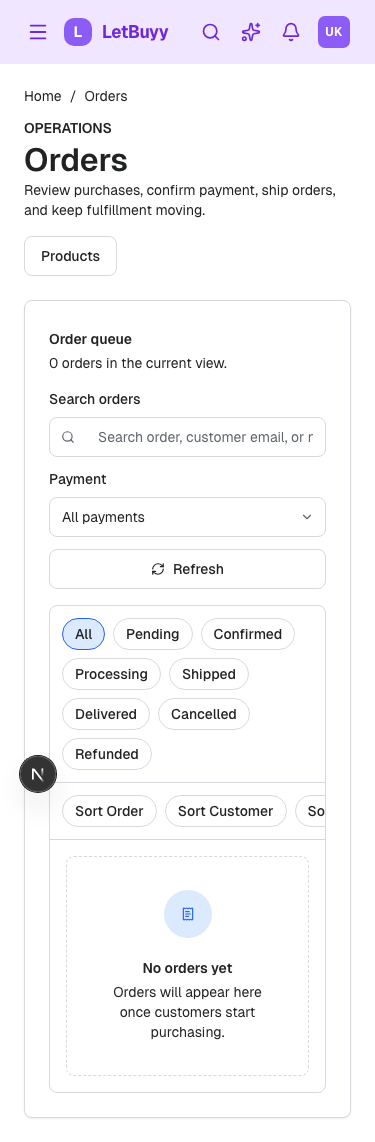 L LetBuyy UK
Home / Orders
OPERATIONS
Orders
Review purchases, confirm payment, ship orders,
and keep fulfillment moving.
Products
Order queue
0 orders in the current view.
Search orders
Search order, customer email, or r
Payment
All payments
Refresh
All Pending Confirmed
Processing Shipped
Delivered Cancelled
Refunded
N
Sort Order Sort Customer So
No orders yet
Orders will appear here
once customers start
purchasing.